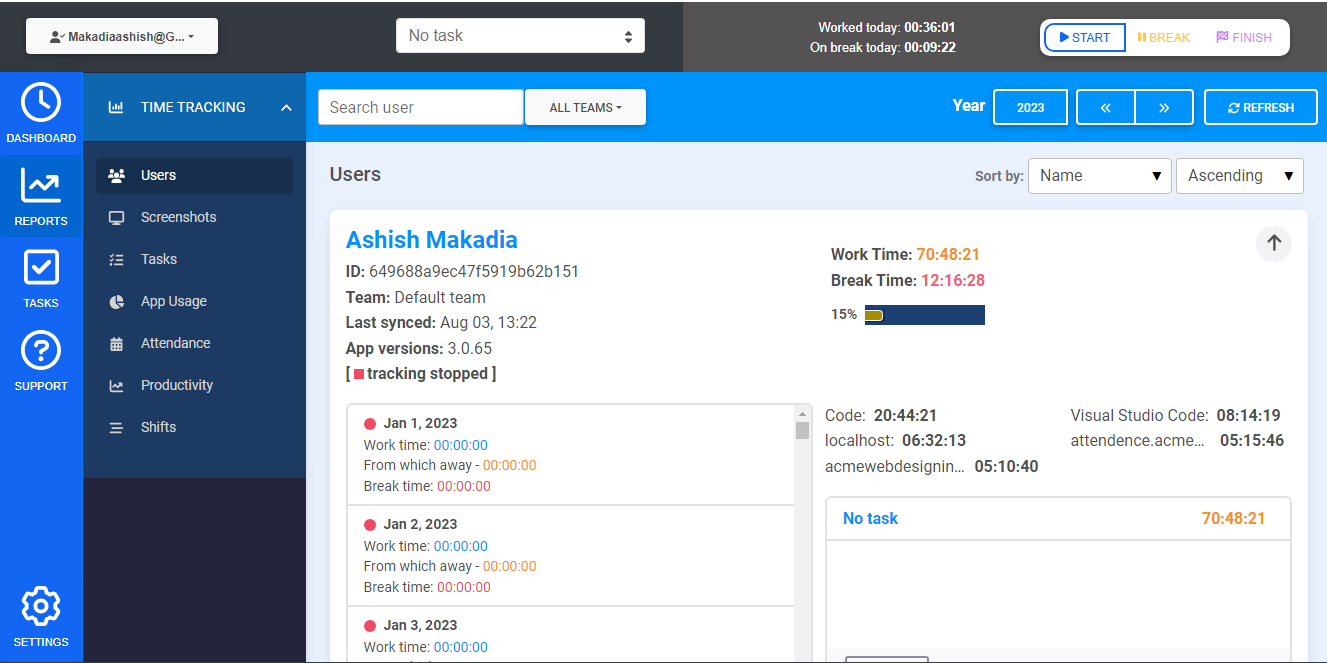 Makadiaashish@G...
No task
Worked today: 00:36:01
On break today: 00:09:22
START
BREAK
FINISH
DASHBOARD
REPORTS
TASKS
SUPPORT
SETTINGS
TIME TRACKING
Users
Screenshots
Tasks
App Usage
Attendance
Productivity
Shifts
Search user
ALL TEAMS
Year
2023
«
»
REFRESH
Users
Sort by:
Name
Ascending
Ashish Makadia
ID: 649688a9ec47f5919b62b151
Team: Default team
Last synced: Aug 03, 13:22
App versions: 3.0.65
[ tracking stopped ]
Work Time: 70:48:21
Break Time: 12:16:28
15%
Jan 1, 2023
Work time: 00:00:00
From which away - 00:00:00
Break time: 00:00:00
Jan 2, 2023
Work time: 00:00:00
From which away - 00:00:00
Break time: 00:00:00
Jan 3, 2023
Work time: 00:00:00
Code: 20:44:21
Visual Studio Code: 08:14:19
localhost: 06:32:13
attendence.acme... 05:15:46
acmewebdesignin... 05:10:40
No task
70:48:21